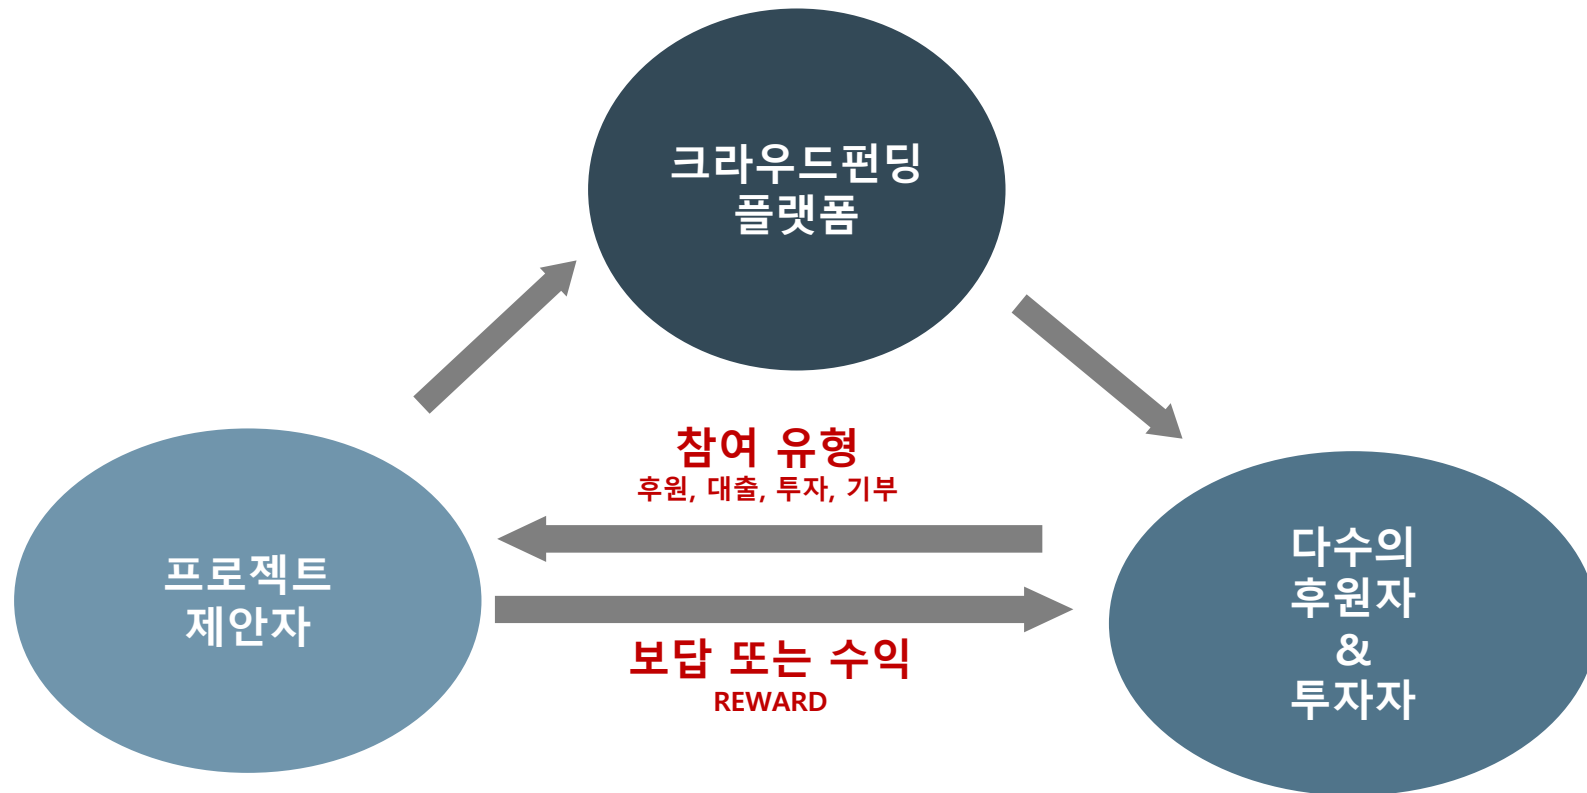 크라우드펀딩
플랫폼
참여 유형
후원, 대출, 투자, 기부
프로젝트
제안자
다수의
후원자
&
투자자
보답 또는 수익
REWARD